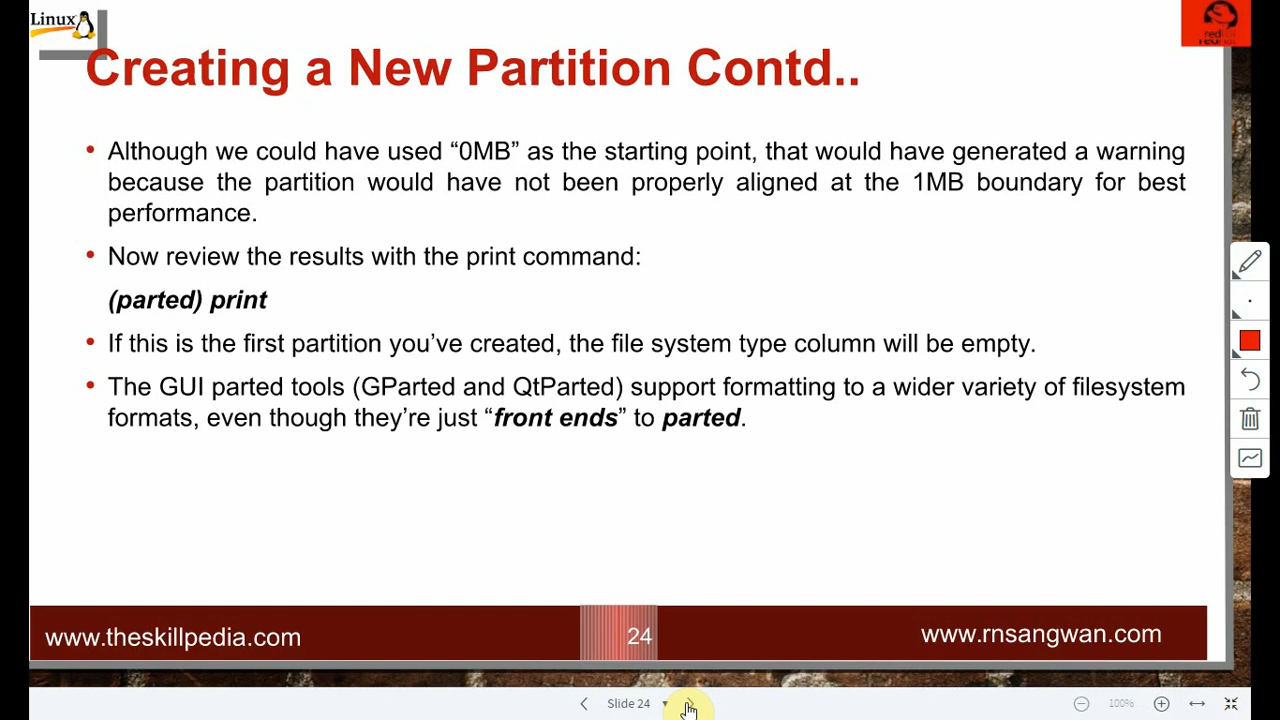 Linux
Creating a New Partition Contd..
• Although we could have used “0MB” as the starting point, that would have generated a warning
because the partition would have not been properly aligned at the 1MB boundary for best
performance.
• Now review the results with the print command:
(parted) print
• If this is the first partition you’ve created, the file system type column will be empty.
• The GUI parted tools (GParted and QtParted) support formatting to a wider variety of filesystem
formats, even though they’re just “front ends” to parted.
www.theskillpedia.com
24
www.rnsangwan.com
Slide 24
100%